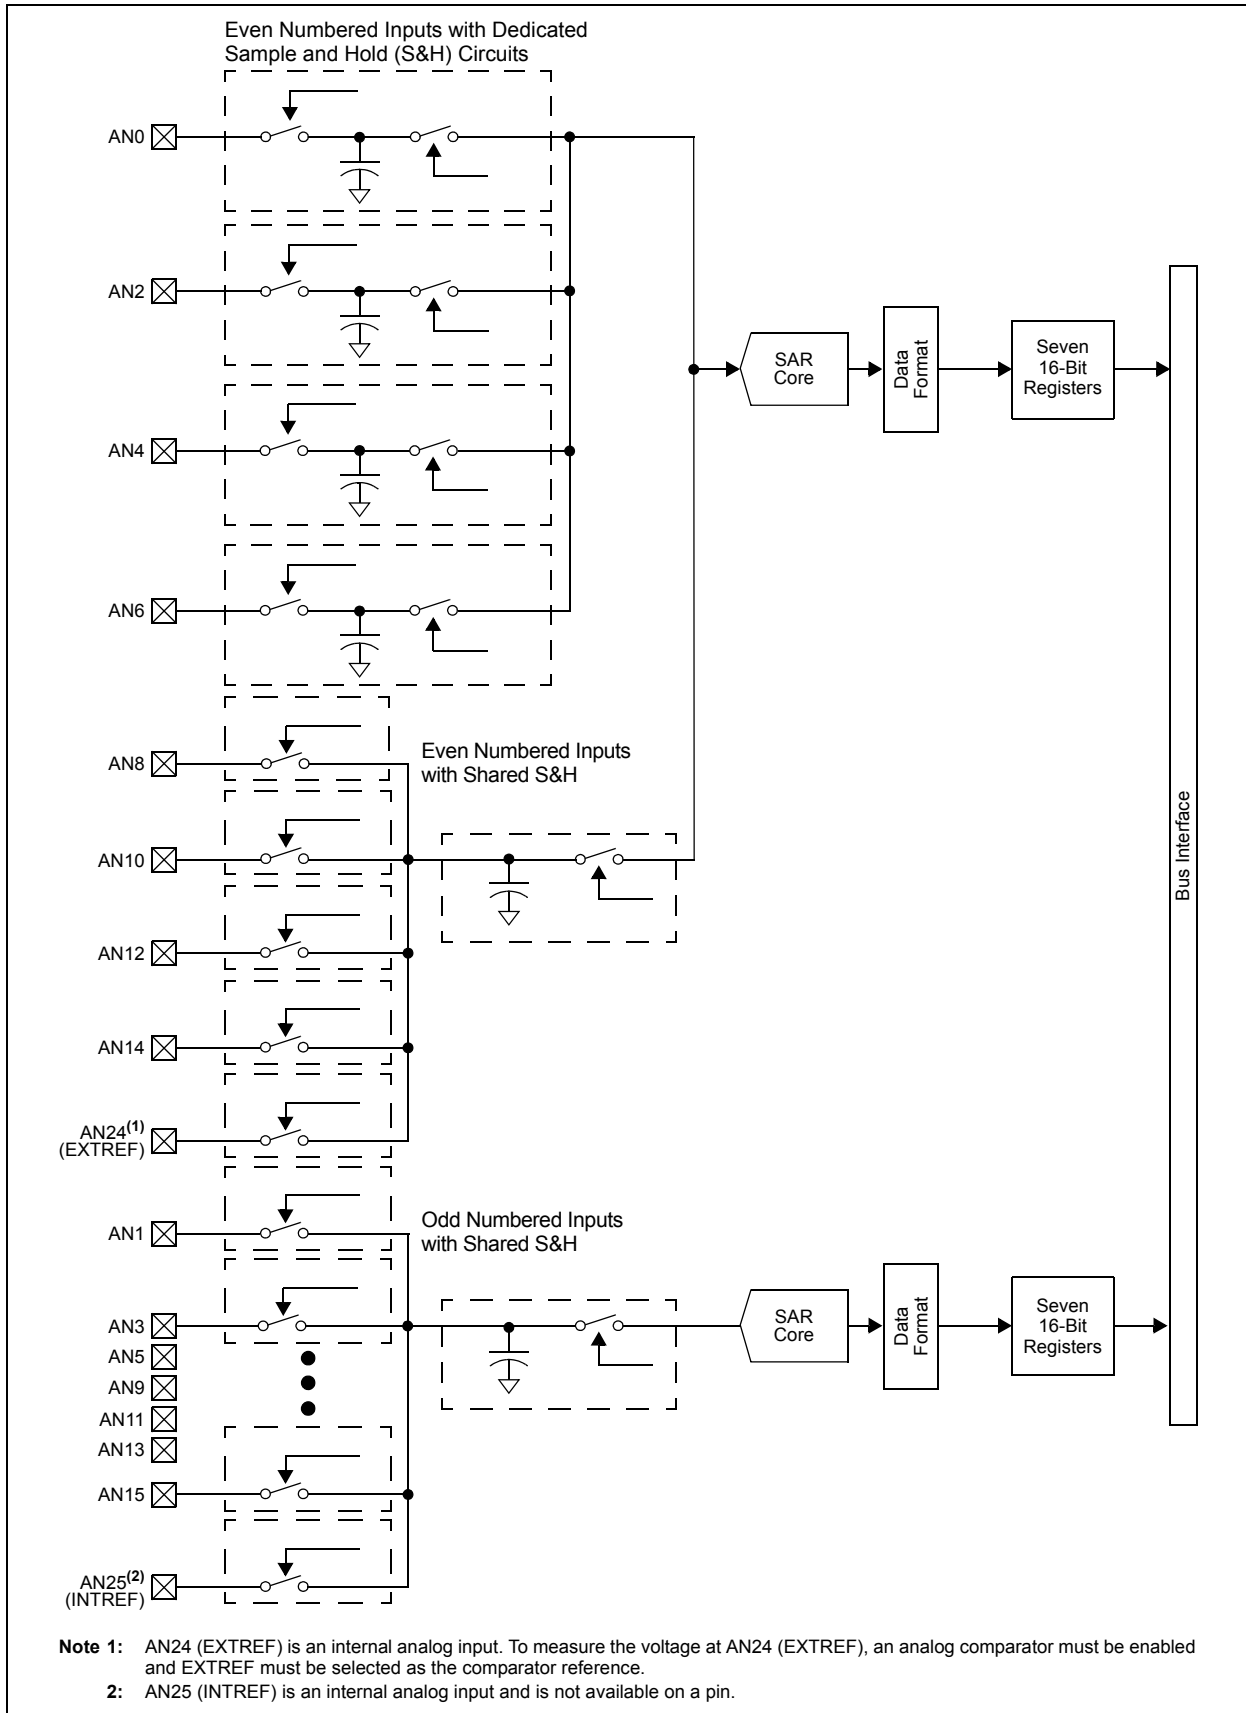 Even Numbered Inputs with Dedicated
Sample and Hold (S&H) Circuits
AN0
AN2
AN4
AN6
SAR
Core
Data
Format
Seven
16-Bit
Registers
Bus Interface
AN8
Even Numbered Inputs
with Shared S&H
AN10
AN12
AN14
AN24(1)
(EXTREF)
AN1
Odd Numbered Inputs
with Shared S&H
AN3
AN5
AN9
AN11
AN13
AN15
AN25(2)
(INTREF)
SAR
Core
Data
Format
Seven
16-Bit
Registers
Note 1: AN24 (EXTREF) is an internal analog input. To measure the voltage at AN24 (EXTREF), an analog comparator must be enabled
and EXTREF must be selected as the comparator reference.
2: AN25 (INTREF) is an internal analog input and is not available on a pin.